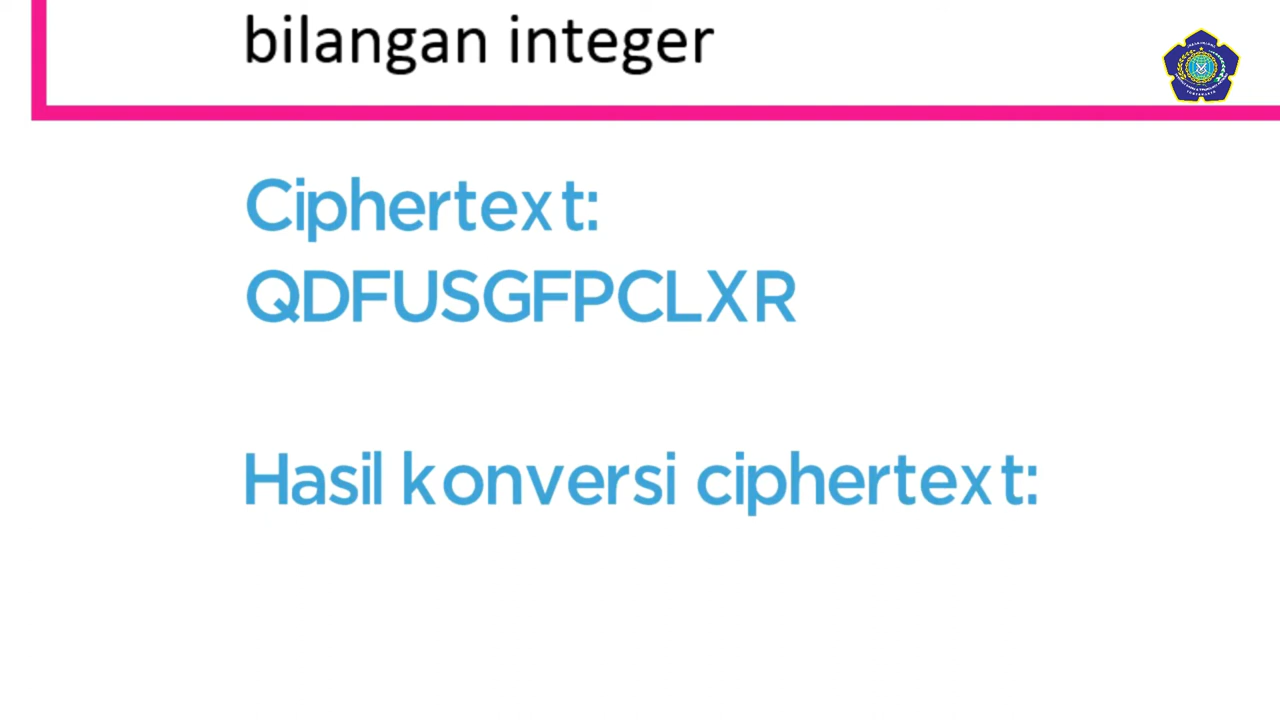 bilangan integer
Ciphertext:
QDFUSGFPCLXR
Hasil konversi ciphertext: